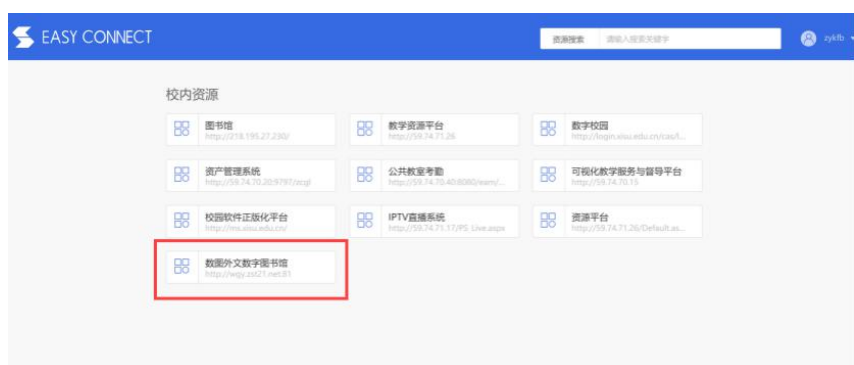 EASY CONNECT
资源搜索 请输入搜索关键字
zykfb
校内资源
图书馆
http://218.195.27.230/
教学资源平台
http://59.74.71.26
数字校园
http://login.xisu.edu.cn/cas/l...
资产管理系统
http://59.74.70.20:9797/zcgl
公共教室考勤
http://59.74.70.40:8080/eams/...
可视化教学服务与督导平台
http://59.74.70.15
校园软件正版化平台
http://ms.xisu.edu.cn/
IPTV直播系统
http://59.74.71.17/PS_Live.aspx
资源平台
http://59.74.71.26/Default.as...
数图外文数字图书馆
http://wgy.zst21.net:81